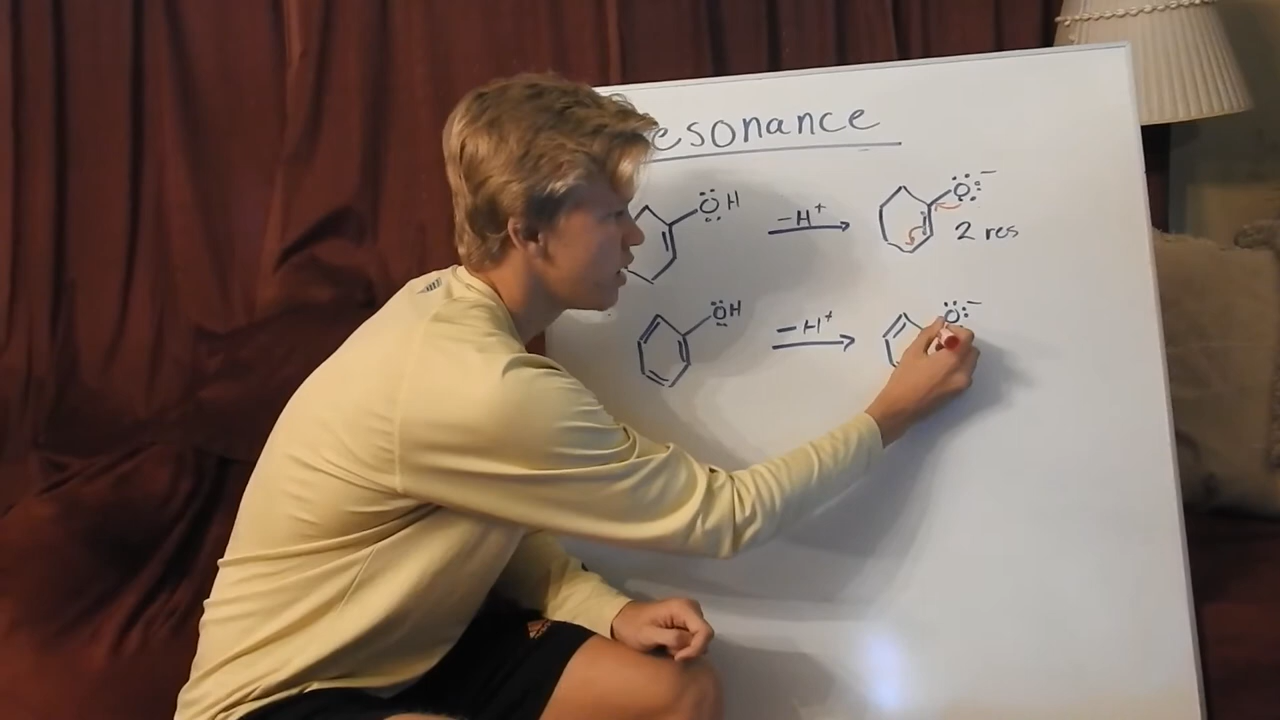 esonance
ÖH -H⁺ O⁻
2 res
ÖH -H⁺ O⁻